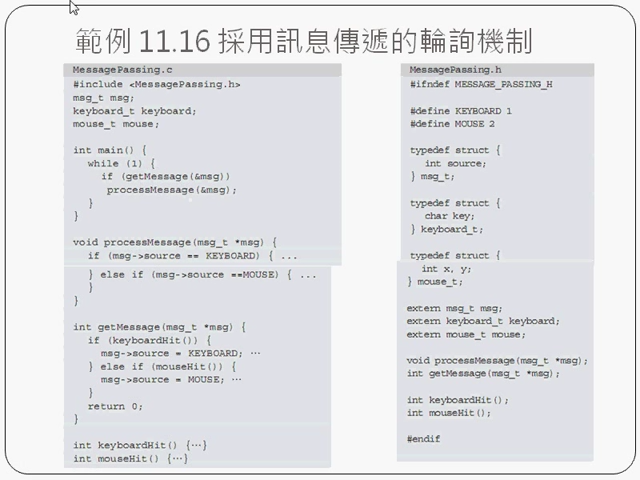 範例 11.16 採用訊息傳遞的輪詢機制
MessagePassing.c
#include <MessagePassing.h>
msg_t msg;
keyboard_t keyboard;
mouse_t mouse;
int main() {
while (1) {
if (getMessage(&msg))
processMessage(&msg);
}
}
void processMessage(msg_t *msg) {
if (msg->source == KEYBOARD) { ...
} else if (msg->source ==MOUSE) { ...
}
}
int getMessage(msg_t *msg) {
if (keyboardHit()) {
msg->source = KEYBOARD; …
} else if (mouseHit()) {
msg->source = MOUSE; …
}
return 0;
}
int keyboardHit() {…}
int mouseHit() {…}
MessagePassing.h
#ifndef MESSAGE_PASSING_H
#define KEYBOARD 1
#define MOUSE 2
typedef struct {
int source;
} msg_t;
typedef struct {
char key;
} keyboard_t;
typedef struct {
int x, y;
} mouse_t;
extern msg_t msg;
extern keyboard_t keyboard;
extern mouse_t mouse;
void processMessage(msg_t *msg);
int getMessage(msg_t *msg);
int keyboardHit();
int mouseHit();
#endif